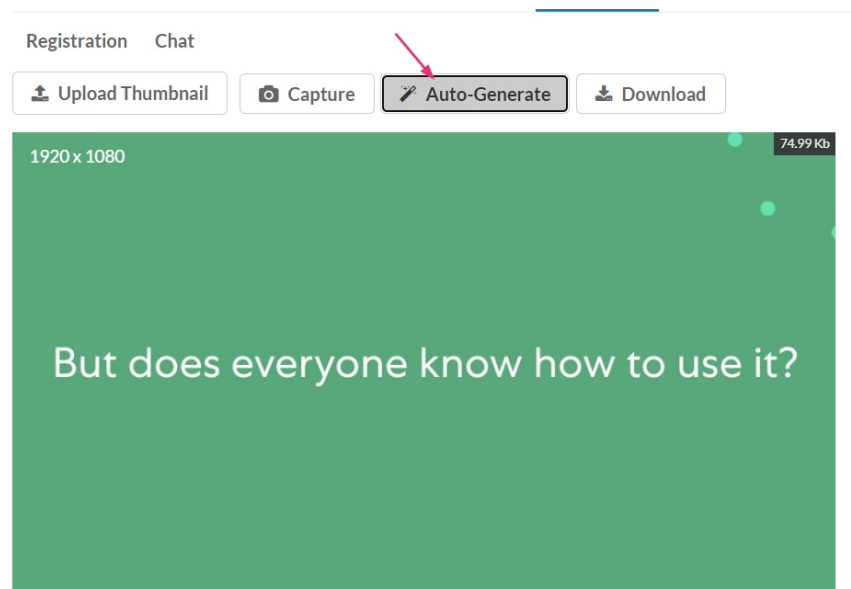 Registration Chat
Upload Thumbnail Capture Auto-Generate Download
1920 x 1080 74.99 Kb
But does everyone know how to use it?